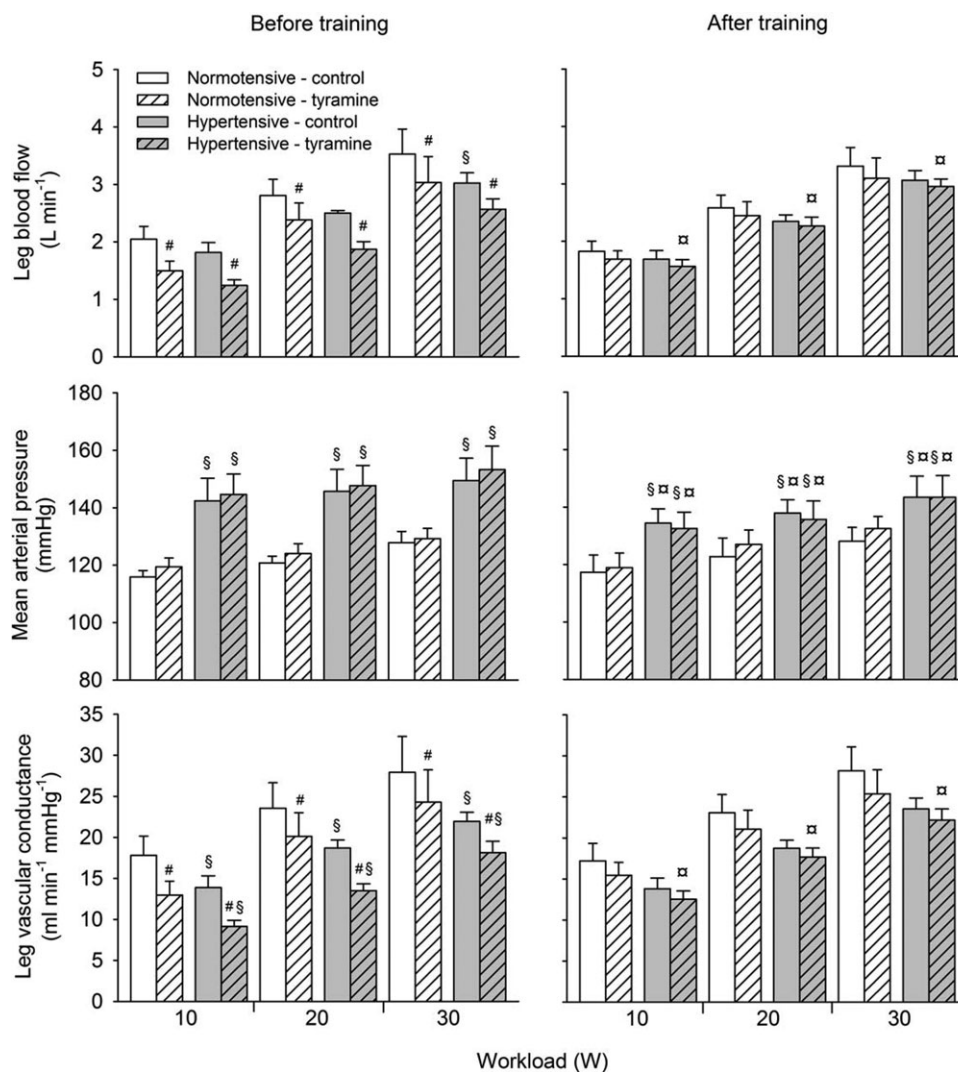 Before training
After training
Leg blood flow
(L min⁻¹)
5
4
3
2
1
0
Normotensive - control
Normotensive - tyramine
Hypertensive - control
Hypertensive - tyramine
# # # # § #
¤ ¤ ¤
Mean arterial pressure
(mmHg)
180
160
140
120
100
80
§ § § § § §
§¤ §¤ §¤ §¤ §¤ §¤
Leg vascular conductance
(ml min⁻¹ mmHg⁻¹)
35
30
25
20
15
10
5
0
# § #§ # § #§ # § #§
¤ ¤ ¤
10 20 30
10 20 30
Workload (W)